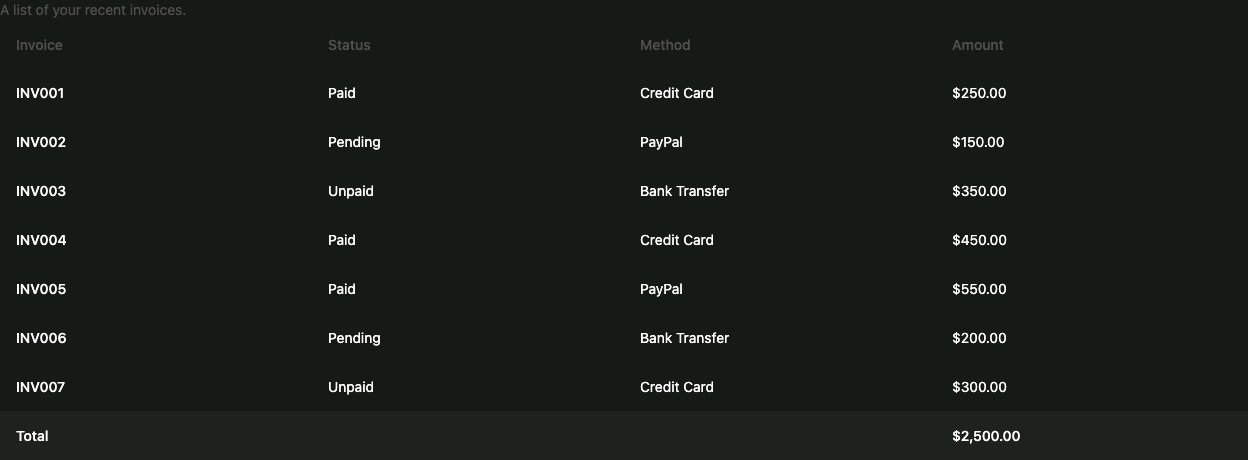 A list of your recent invoices.
Invoice Status Method Amount
INV001 Paid Credit Card $250.00
INV002 Pending PayPal $150.00
INV003 Unpaid Bank Transfer $350.00
INV004 Paid Credit Card $450.00
INV005 Paid PayPal $550.00
INV006 Pending Bank Transfer $200.00
INV007 Unpaid Credit Card $300.00
Total $2,500.00